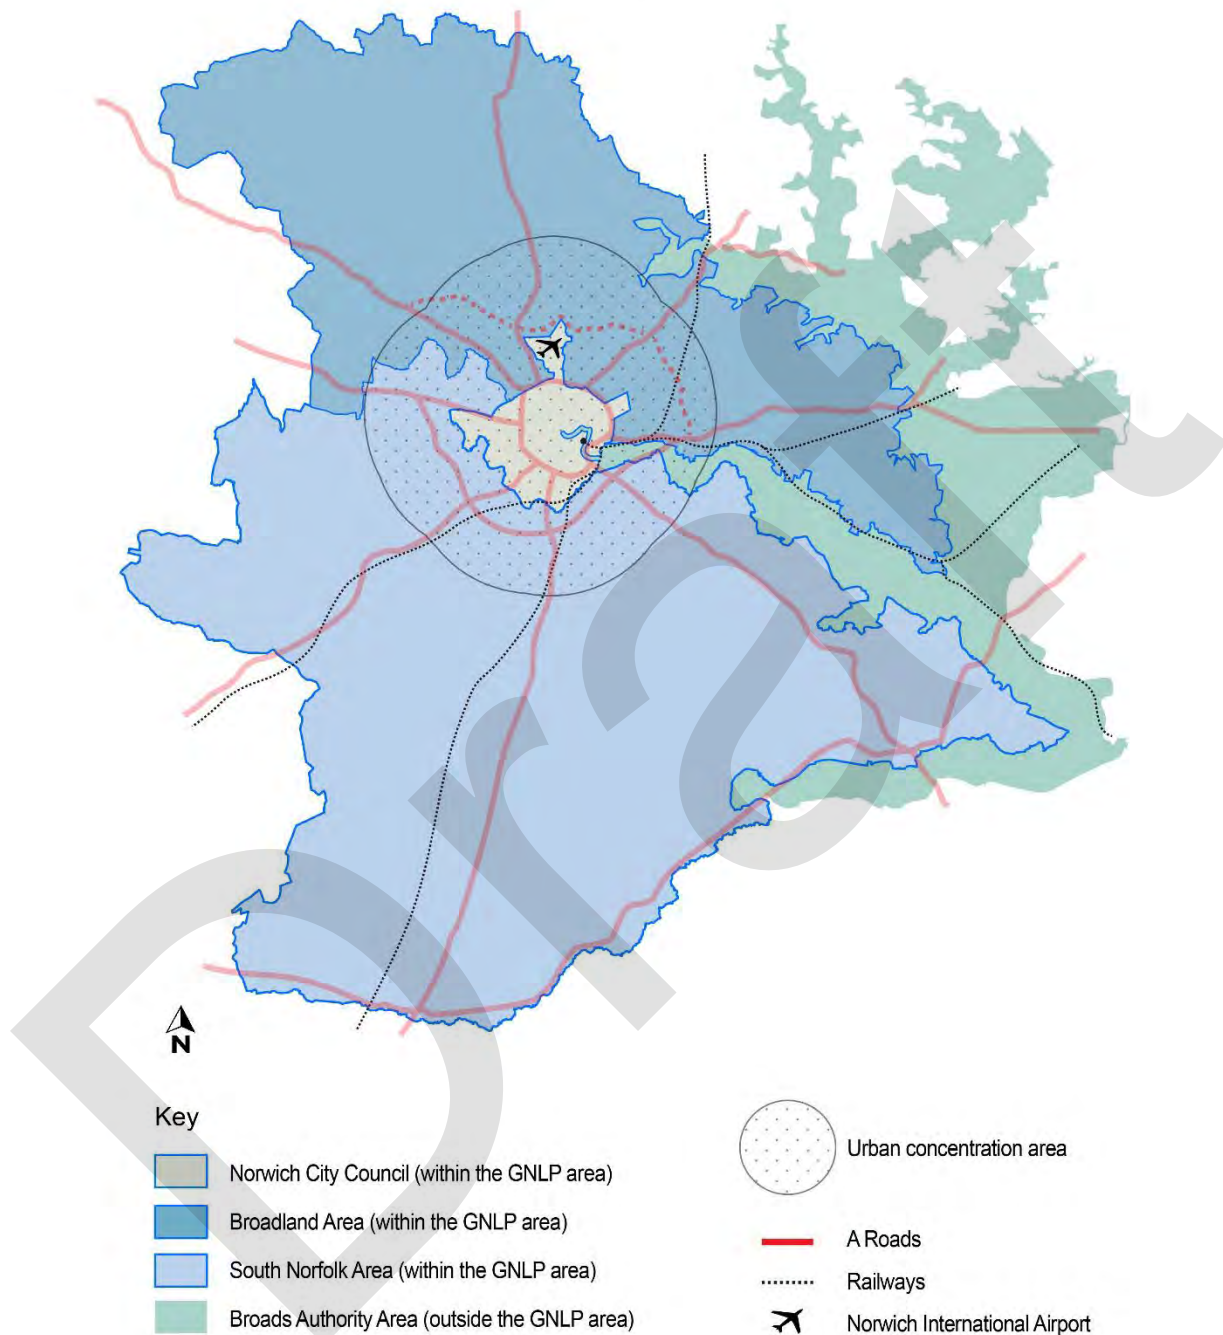 Draft
N
Key
Norwich City Council (within the GNLP area)
Broadland Area (within the GNLP area)
South Norfolk Area (within the GNLP area)
Broads Authority Area (outside the GNLP area)
Urban concentration area
A Roads
Railways
Norwich International Airport